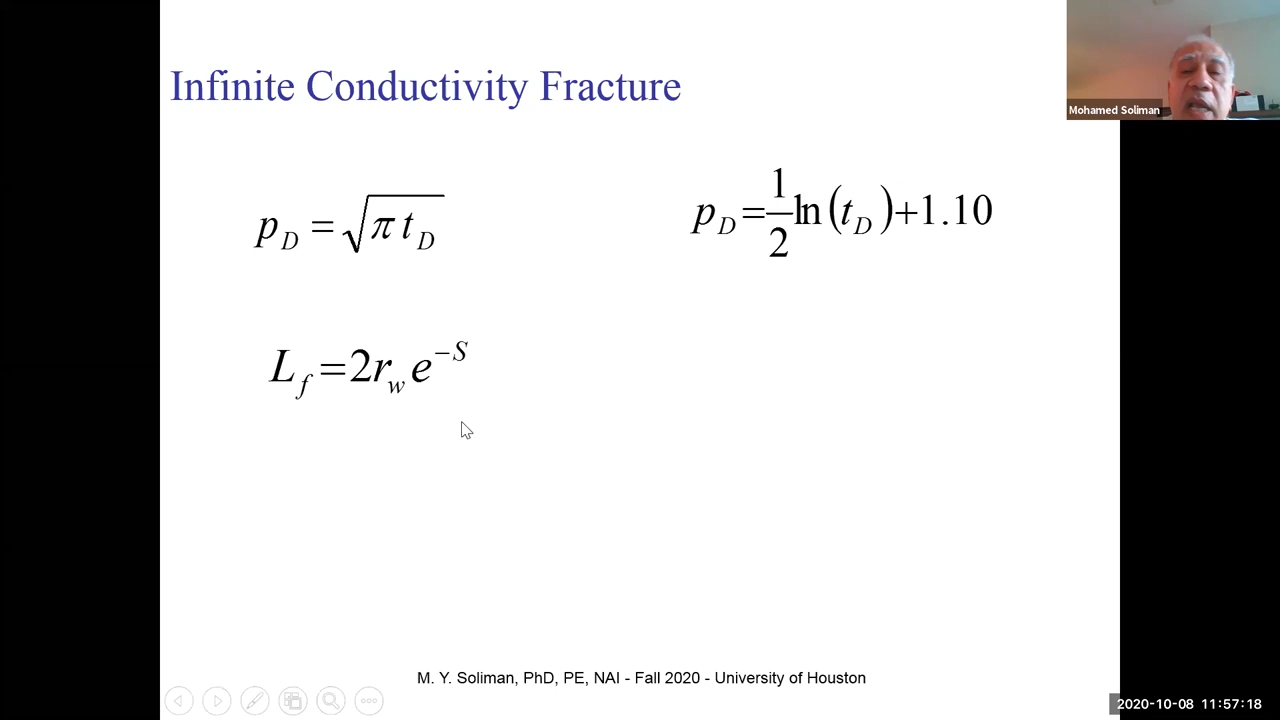 Infinite Conductivity Fracture
Mohamed Soliman
p_D = √(π t_D)
p_D = 1/2 ln(t_D) + 1.10
L_f = 2r_w e^{-S}
M. Y. Soliman, PhD, PE, NAI - Fall 2020 - University of Houston
2020-10-08 11:57:18